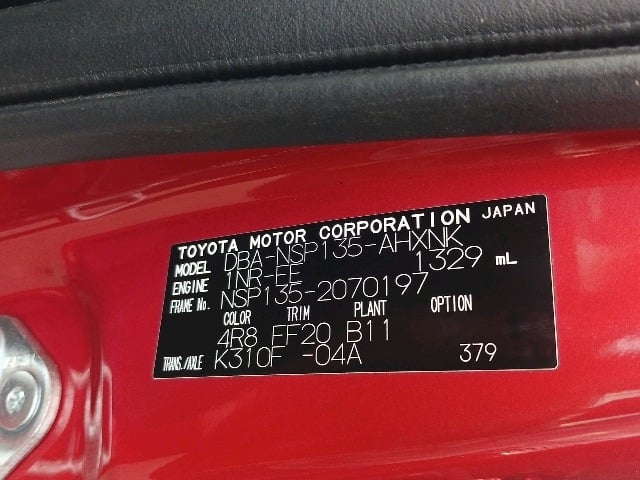 TOYOTA MOTOR CORPORATION JAPAN
MODEL DBA-NSP135-AHXNK
ENGINE 1NR-FE 1329 mL
FRAME No. NSP135-2070197
COLOR TRIM PLANT OPTION
4R8 FF20 B11
TRANS./AXLE K310F -04A 379